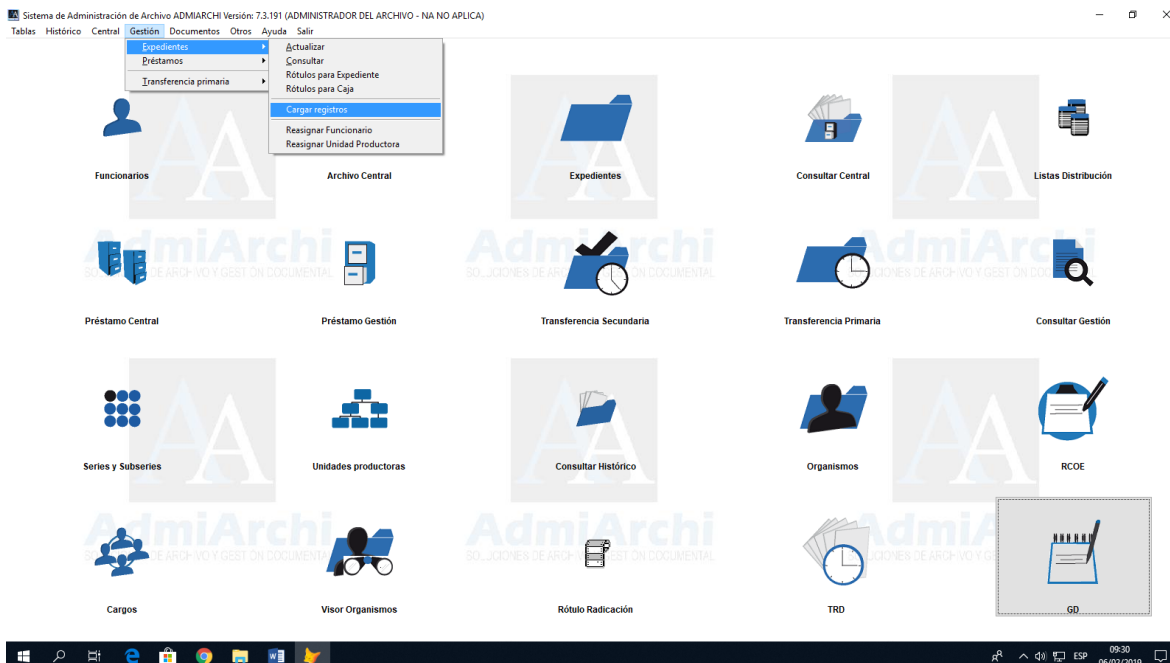 Sistema de Administración de Archivo ADMIARCHI Versión: 7.3.191 (ADMINISTRADOR DEL ARCHIVO - NA NO APLICA)
Tablas Histórico Central Gestión Documentos Otros Ayuda Salir
Expedientes
Préstamos
Transferencia primaria
Actualizar
Consultar
Rótulos para Expediente
Rótulos para Caja
Cargar registros
Reasignar Funcionario
Reasignar Unidad Productora
Funcionarios Archivo Central Expedientes Consultar Central Listas Distribución
AdmiArchi AdmiArchi AdmiArchi
Préstamo Central Préstamo Gestión Transferencia Secundaria Transferencia Primaria Consultar Gestión
Series y Subseries Unidades productoras Consultar Histórico Organismos RCOE
AdmiArchi AdmiArchi
Cargos Visor Organismos Rótulo Radicación TRD GD
ESP
09:30
06/02/2019